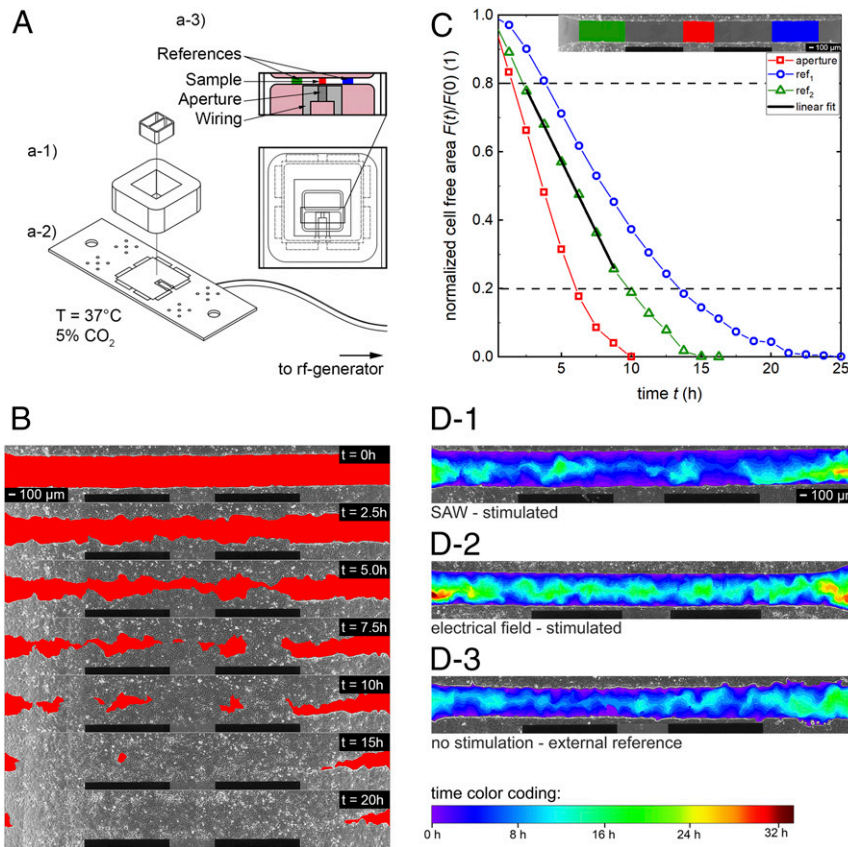 A
a-3)
References
Sample
Aperture
Wiring
a-1)
a-2)
T = 37°C
5% CO2
to rf-generator
B
t = 0h
100 µm
t = 2.5h
t = 5.0h
t = 7.5h
t = 10h
t = 15h
t = 20h
C
normalized cell free area F(t)/F(0) (1)
1.0
0.8
0.6
0.4
0.2
0.0
100 µm
aperture
ref1
ref2
linear fit
5 10 15 20 25
time t (h)
D-1
100 µm
SAW - stimulated
D-2
electrical field - stimulated
D-3
no stimulation - external reference
time color coding:
0 h 8 h 16 h 24 h 32 h